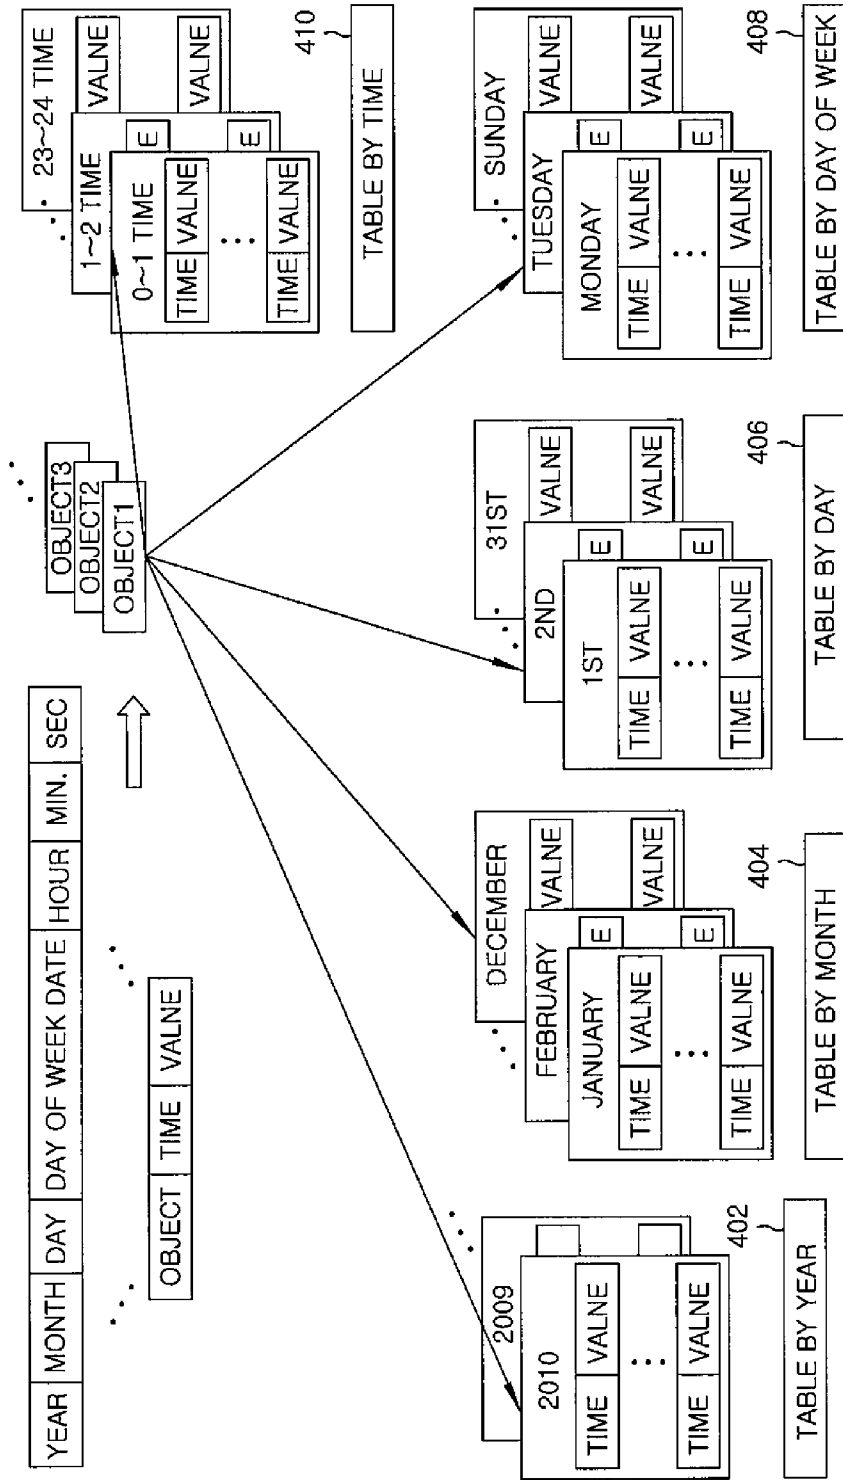 YEAR MONTH DAY DAY OF WEEK DATE HOUR MIN. SEC
OBJECT TIME VALNE
OBJECT3
OBJECT2
OBJECT1
23~24 TIME
VALNE
VALNE
1~2 TIME
E
E
0~1 TIME
TIME VALNE
TIME VALNE
410
TABLE BY TIME
2009
2010
TIME VALNE
TIME VALNE
402
TABLE BY YEAR
DECEMBER
VALNE
VALNE
FEBRUARY
E
E
JANUARY
TIME VALNE
TIME VALNE
404
TABLE BY MONTH
31ST
VALNE
VALNE
2ND
E
E
1ST
TIME VALNE
TIME VALNE
406
TABLE BY DAY
SUNDAY
VALNE
VALNE
TUESDAY
E
E
MONDAY
TIME VALNE
TIME VALNE
408
TABLE BY DAY OF WEEK